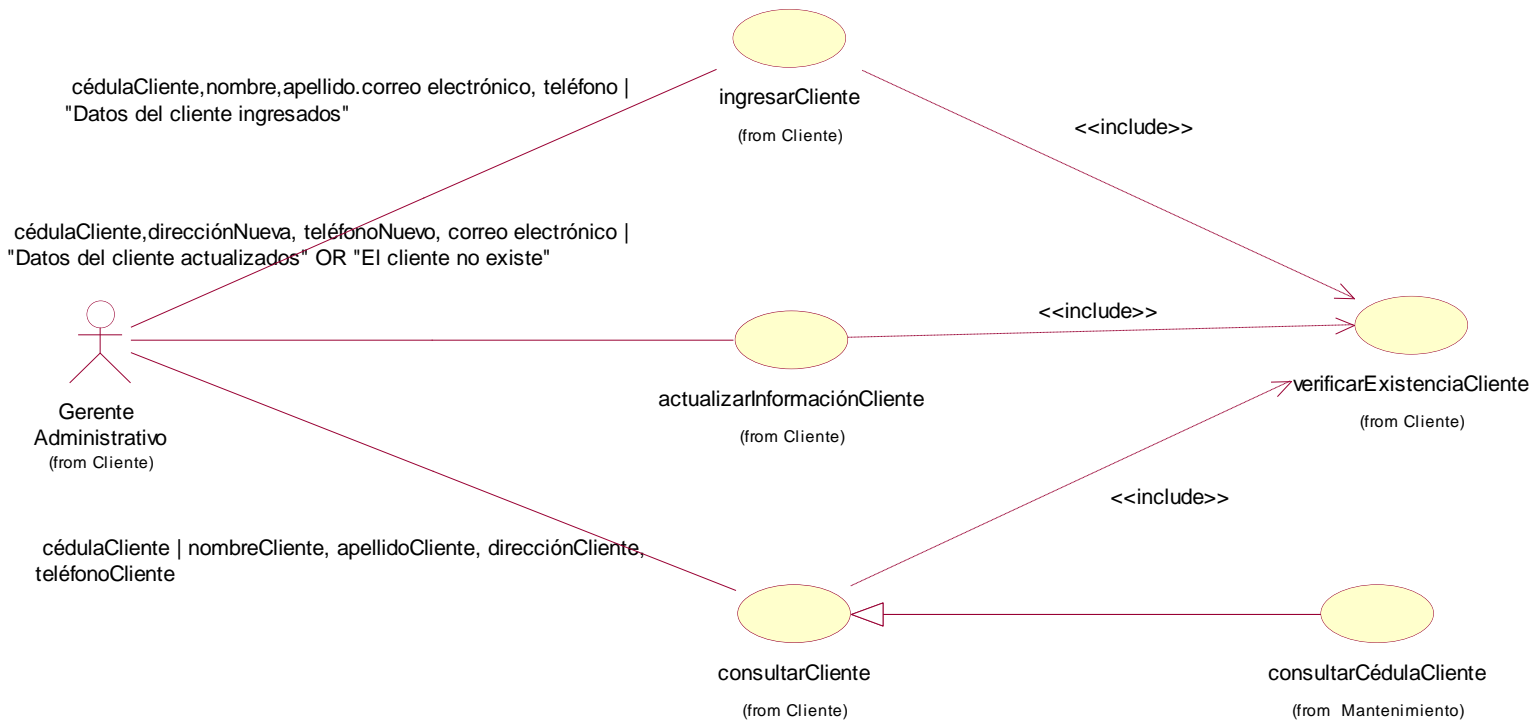 cédulaCliente,nombre,apellido.correo electrónico, teléfono |
"Datos del cliente ingresados"
ingresarCliente
(from Cliente)
<<include>>
cédulaCliente,direcciónNueva, teléfonoNuevo, correo electrónico |
"Datos del cliente actualizados" OR "El cliente no existe"
<<include>>
Gerente
Administrativo
(from Cliente)
actualizarInformaciónCliente
(from Cliente)
verificarExistenciaCliente
(from Cliente)
<<include>>
cédulaCliente | nombreCliente, apellidoCliente, direcciónCliente,
teléfonoCliente
consultarCliente
(from Cliente)
consultarCédulaCliente
(from Mantenimiento)